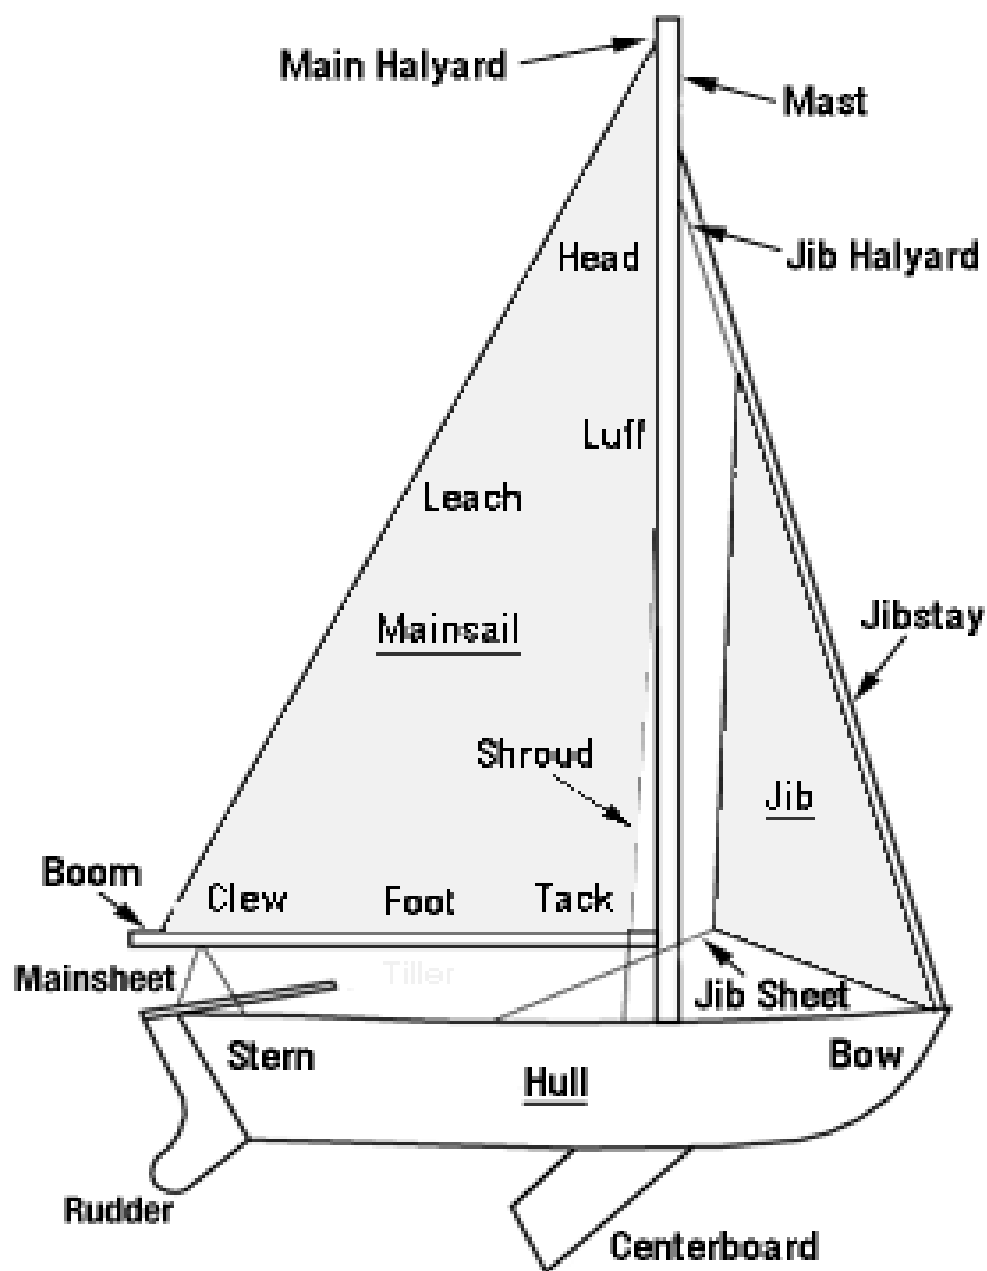 Main Halyard
Mast
Head
Jib Halyard
Luff
Leach
Jibstay
Mainsail
Shroud
Jib
Boom
Clew
Foot
Tack
Mainsheet
Tiller
Jib Sheet
Stern
Bow
Hull
Rudder
Centerboard